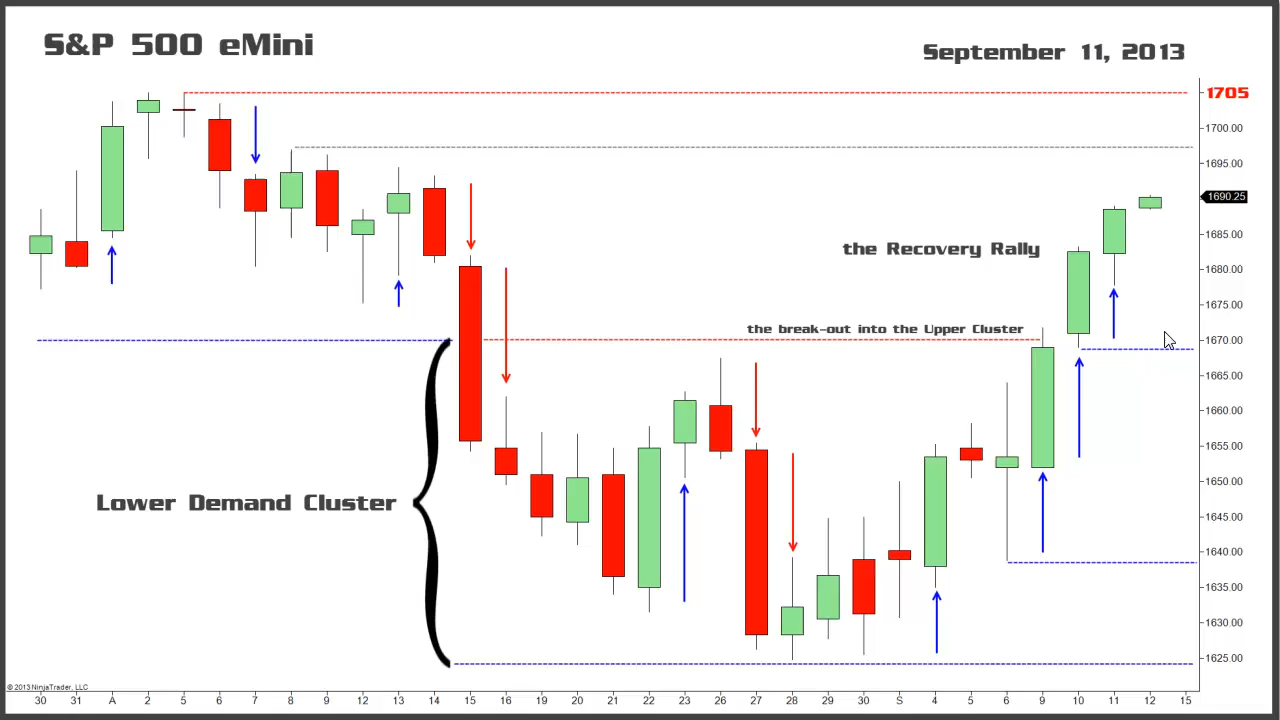 S&P 500 eMini
September 11, 2013
1705
1700.00
1695.00
1690.25
the Recovery Rally
1685.00
1680.00
1675.00
the break-out into the Upper Cluster
1670.00
1665.00
1660.00
1655.00
Lower Demand Cluster
1650.00
1645.00
1640.00
1635.00
1630.00
1625.00
© 2013 NinjaTrader, LLC
30 31 A 2 5 6 7 8 9 12 13 14 15 16 19 20 21 22 23 26 27 28 29 30 S 4 5 6 9 10 11 12 15